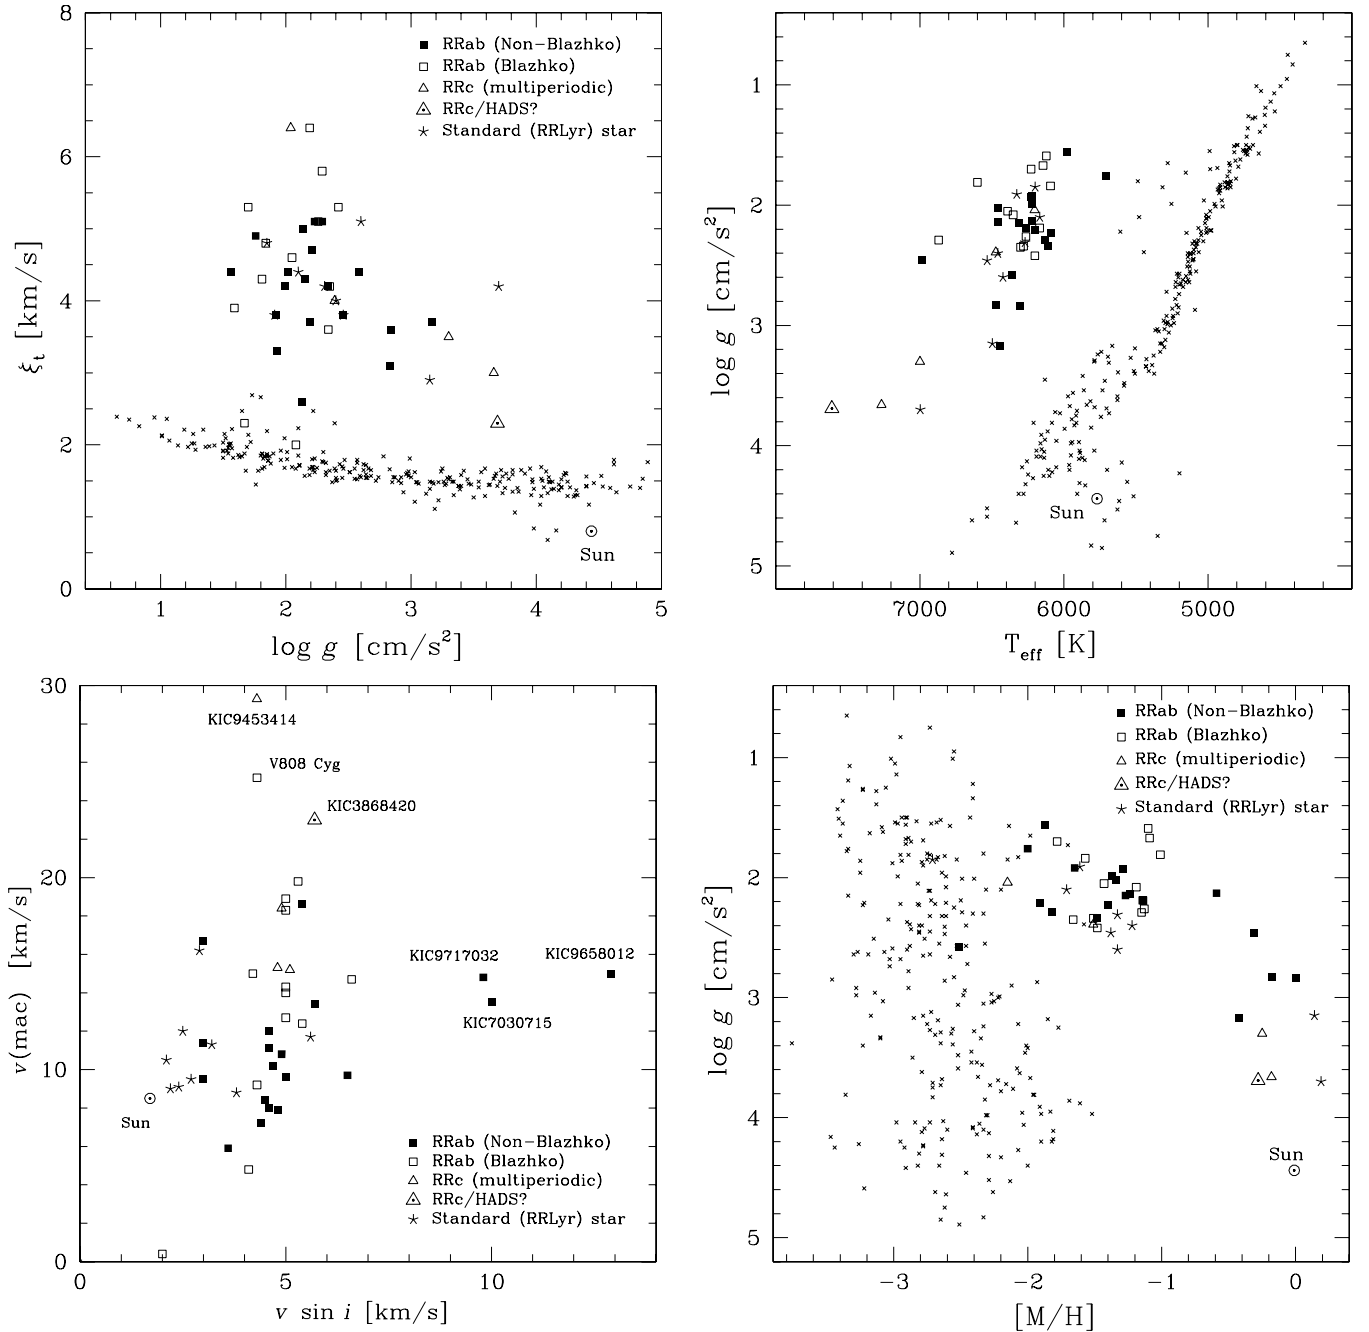 8
6
4
2
0
ξt [km/s]
RRab (Non-Blazhko)
RRab (Blazhko)
RRc (multiperiodic)
RRc/HADS?
Standard (RRLyr) star
Sun
1 2 3 4 5
log g [cm/s2]
1
2
3
4
5
log g [cm/s2]
Sun
7000 6000 5000
Teff [K]
30
20
10
0
v(mac) [km/s]
KIC9453414
V808 Cyg
KIC3868420
KIC9717032 KIC9658012
KIC7030715
Sun
RRab (Non-Blazhko)
RRab (Blazhko)
RRc (multiperiodic)
RRc/HADS?
Standard (RRLyr) star
0 5 10
v sin i [km/s]
1
2
3
4
5
log g [cm/s2]
RRab (Non-Blazhko)
RRab (Blazhko)
RRc (multiperiodic)
RRc/HADS?
Standard (RRLyr) star
Sun
−3 −2 −1 0
[M/H]